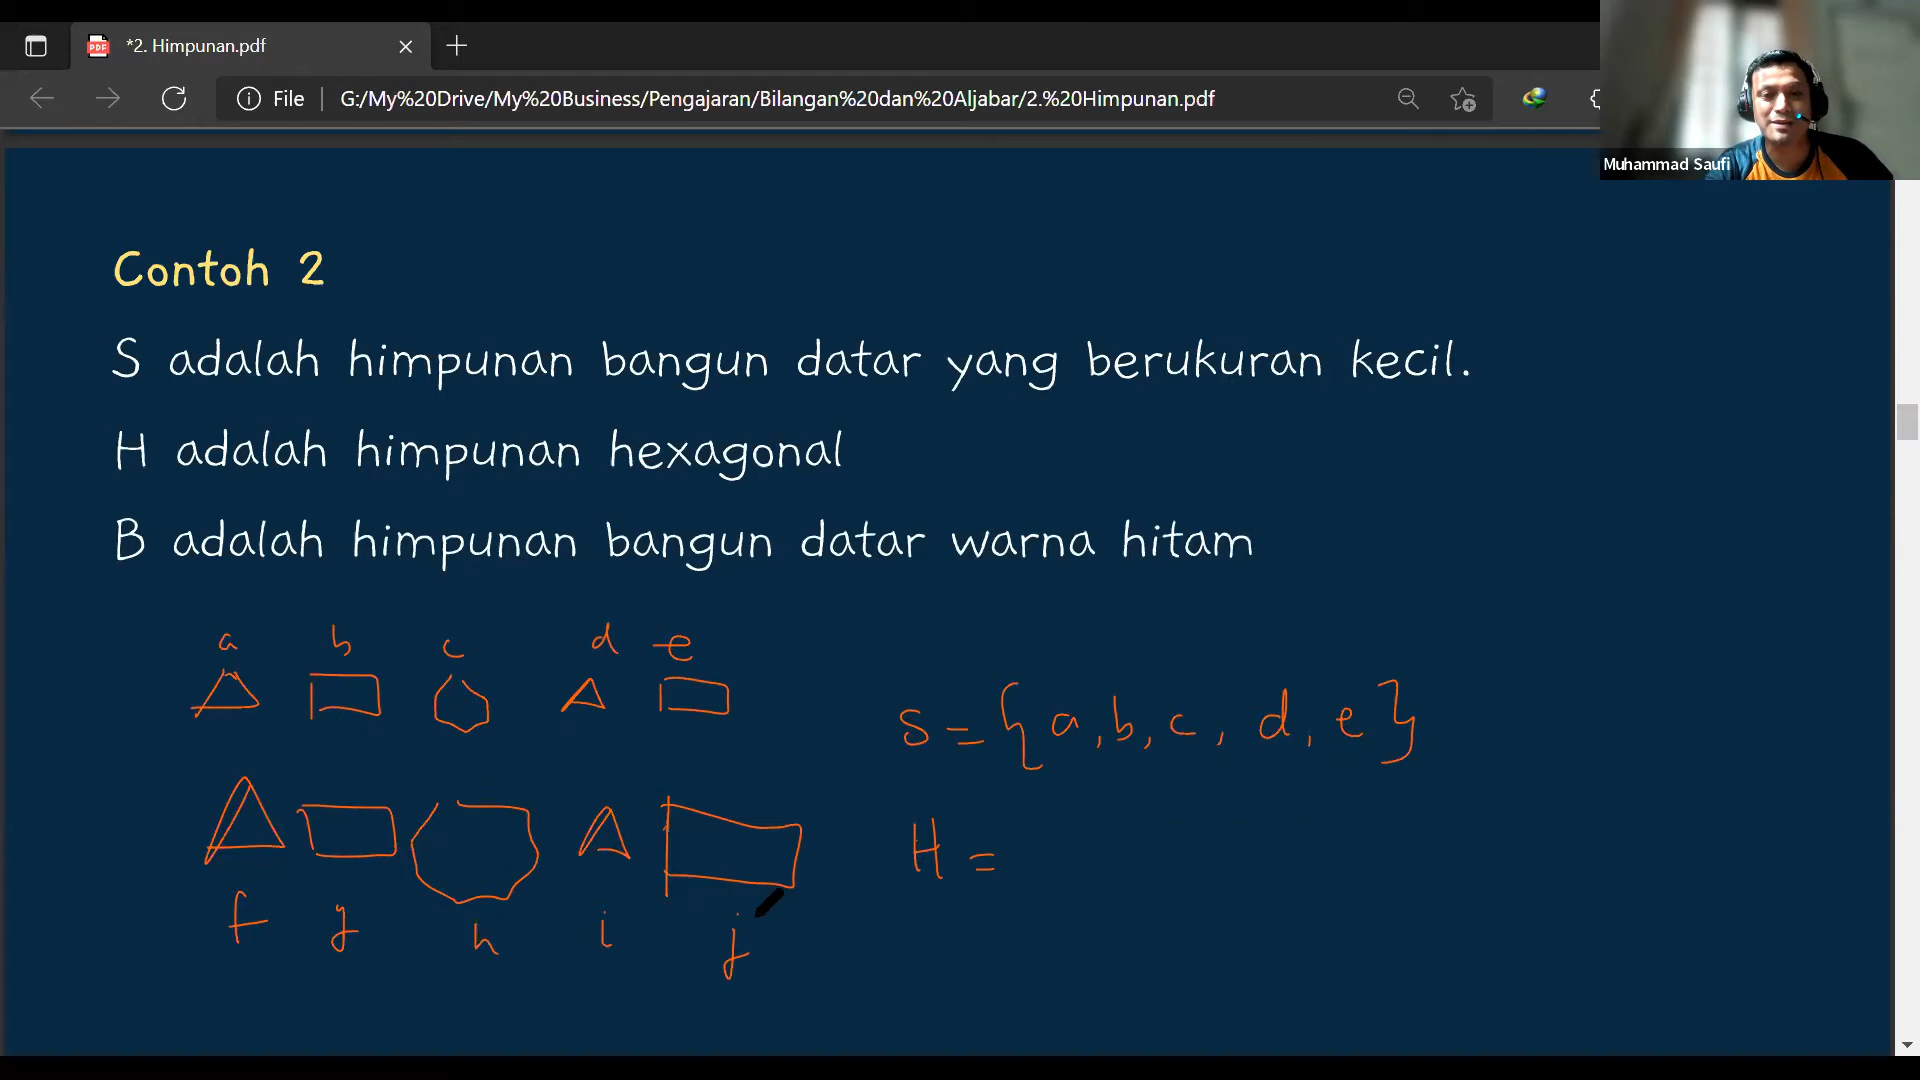 *2. Himpunan.pdf
File G:/My%20Drive/My%20Business/Pengajaran/Bilangan%20dan%20Aljabar/2.%20Himpunan.pdf
Muhammad Saufi
Contoh 2
S adalah himpunan bangun datar yang berukuran kecil.
H adalah himpunan hexagonal
B adalah himpunan bangun datar warna hitam
a b c d e
S = {a, b, c, d, e}
H =
f g h i j